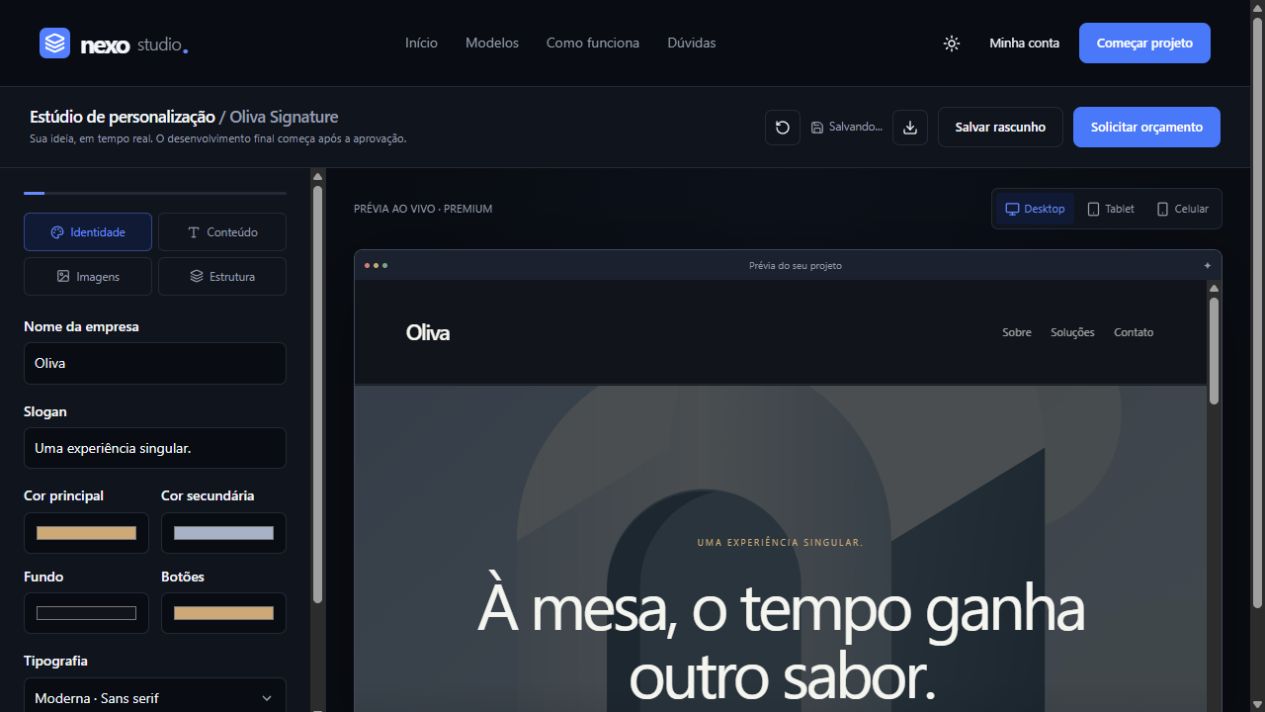 nexo studio.
Início Modelos Como funciona Dúvidas
Minha conta
Começar projeto
Estúdio de personalização / Oliva Signature
Sua ideia, em tempo real. O desenvolvimento final começa após a aprovação.
Salvando...
Salvar rascunho
Solicitar orçamento
Identidade
Conteúdo
Imagens
Estrutura
Nome da empresa
Oliva
Slogan
Uma experiência singular.
Cor principal
Cor secundária
Fundo
Botões
Tipografia
Moderna · Sans serif
PRÉVIA AO VIVO · PREMIUM
Desktop
Tablet
Celular
Prévia do seu projeto
Oliva
Sobre Soluções Contato
UMA EXPERIÊNCIA SINGULAR.
À mesa, o tempo ganha
outro sabor.